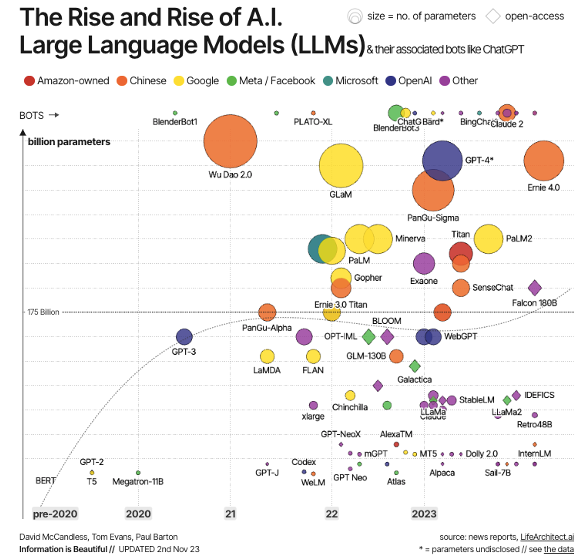 The Rise and Rise of A.I.
Large Language Models (LLMs) & their associated bots like ChatGPT
size = no. of parameters
open-access
Amazon-owned
Chinese
Google
Meta / Facebook
Microsoft
OpenAI
Other
BOTS →
BlenderBot1
PLATO-XL
BlenderBot3
ChatG
Bard*
BingCha
Claude 2
billion parameters
Wu Dao 2.0
GLaM
GPT-4*
Ernie 4.0
PanGu-Sigma
Titan
Minerva
PaLM
PaLM2
Exaone
Gopher
SenseChat
Ernie 3.0 Titan
Falcon 180B
175 Billion
PanGu-Alpha
BLOOM
OPT-IML
WebGPT
GPT-3
GLM-130B
LaMDA
FLAN
Galactica
Chinchilla
StableLM
IDEFICS
xlarge
LLaMa
Claude
LLaMa2
Retro48B
GPT-NeoX
AlexaTM
mGPT
MT5
Dolly 2.0
InternLM
GPT-2
BERT
T5
Megatron-11B
GPT-J
Codex
WeLM
GPT Neo
Atlas
Alpaca
Sail-7B
pre-2020
2020
21
22
2023
David McCandless, Tom Evans, Paul Barton
Information is Beautiful // UPDATED 2nd Nov 23
source: news reports, LifeArchitect.ai
* = parameters undisclosed // see the data